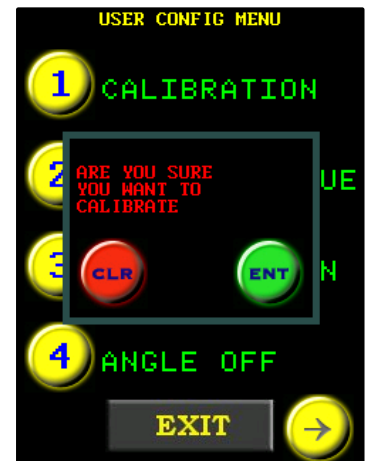 USER CONFIG MENU
1 CALIBRATION
2 UE
ARE YOU SURE
YOU WANT TO
CALIBRATE
3 N
CLR ENT
4 ANGLE OFF
EXIT